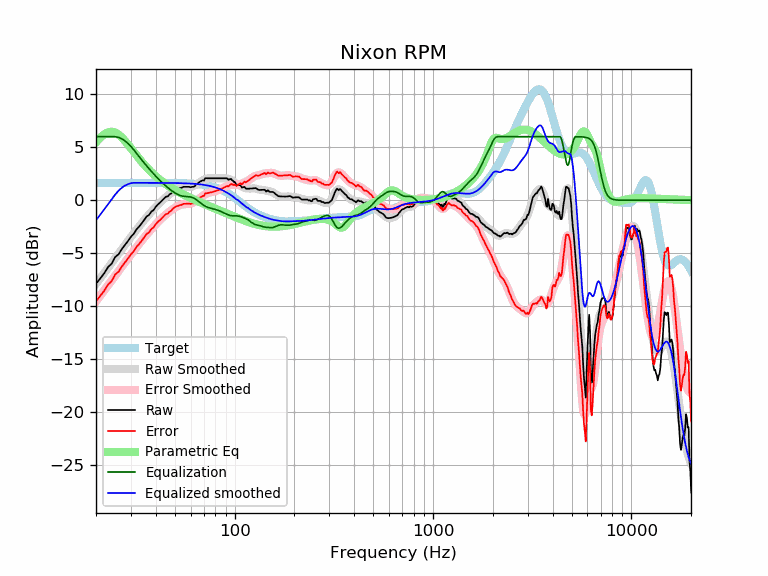 Nixon RPM
10
5
0
−5
−10
−15
−20
−25
Amplitude (dBr)
Target
Raw Smoothed
Error Smoothed
Raw
Error
Parametric Eq
Equalization
Equalized smoothed
100
1000
10000
Frequency (Hz)